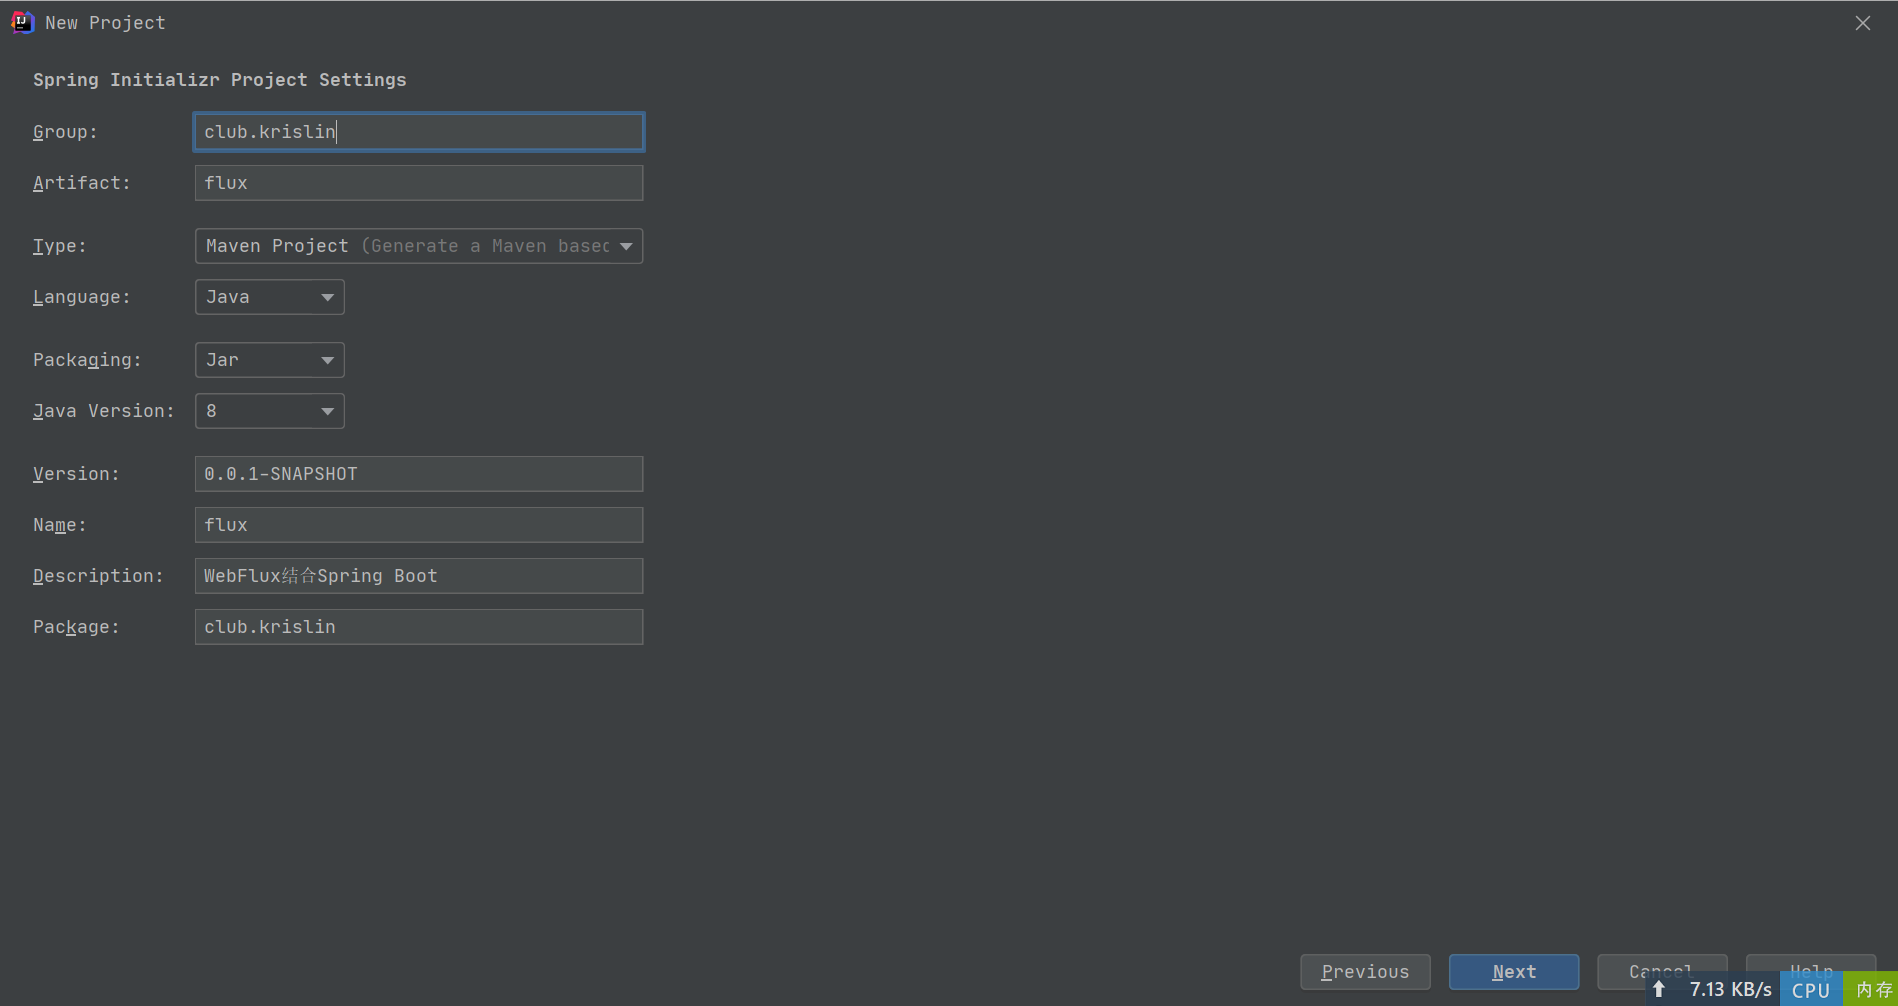 New Project
Spring Initializr Project Settings
Group: club.krislin
Artifact: flux
Type: Maven Project (Generate a Maven based
Language: Java
Packaging: Jar
Java Version: 8
Version: 0.0.1-SNAPSHOT
Name: flux
Description: WebFlux结合Spring Boot
Package: club.krislin
Previous Next Cancel Help
7.13 KB/s CPU 内存